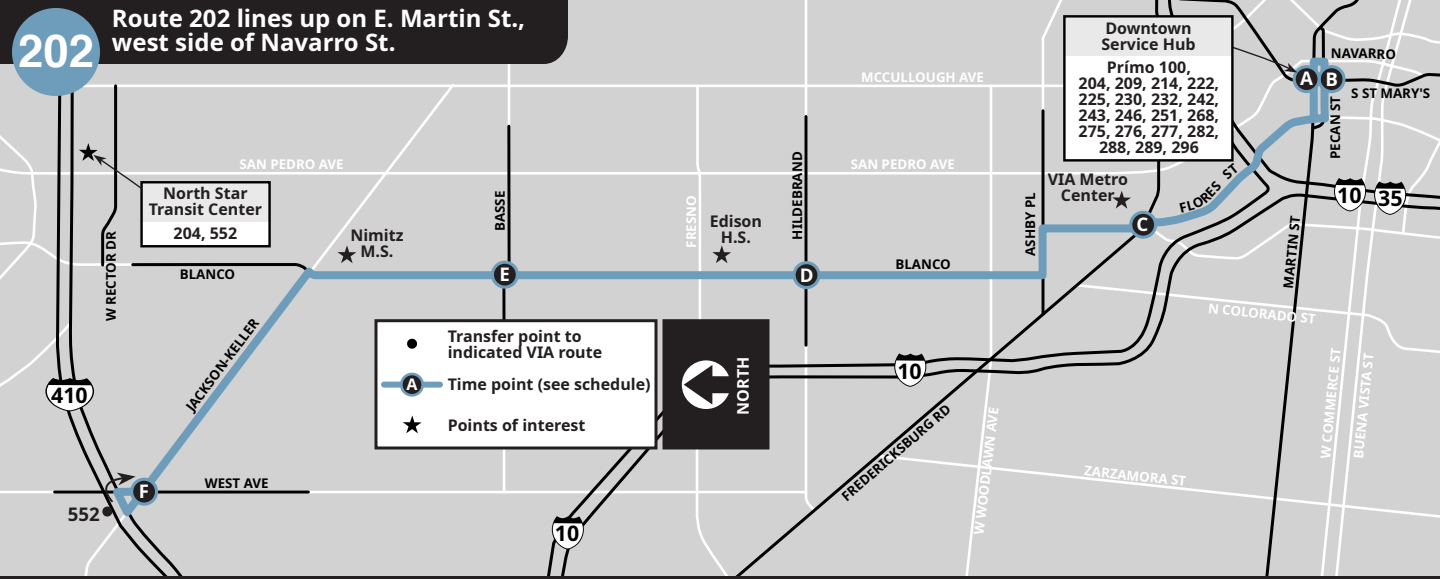 202
Route 202 lines up on E. Martin St.,
west side of Navarro St.
Downtown
Service Hub
Prímo 100,
204, 209, 214, 222,
225, 230, 232, 242,
243, 246, 251, 268,
275, 276, 277, 282,
288, 289, 296
NAVARRO
A
B
S ST MARY'S
PECAN ST
MCCULLOUGH AVE
SAN PEDRO AVE
SAN PEDRO AVE
North Star
Transit Center
204, 552
W RECTOR DR
BLANCO
Nimitz
M.S.
BASSE
E
FRESNO
Edison
H.S.
HILDEBRAND
D
BLANCO
ASHBY PL
VIA Metro
Center
C
FLORES ST
10
35
MARTIN ST
N COLORADO ST
JACKSON-KELLER
410
F
WEST AVE
552
Transfer point to
indicated VIA route
A
Time point (see schedule)
Points of interest
NORTH
10
10
FREDERICKSBURG RD
W WOODLAWN AVE
ZARZAMORA ST
W COMMERCE ST
BUENA VISTA ST